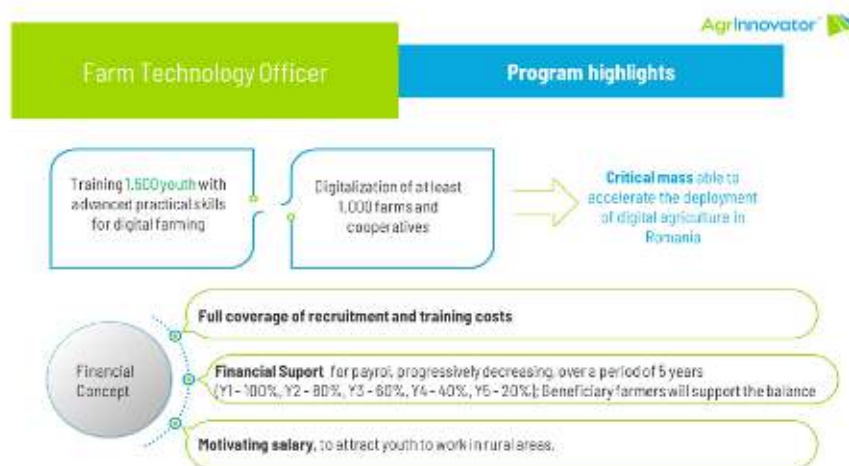 AgrInnovator
Farm Technology Officer
Program highlights
Training 1.500 youth with
advanced practical skills
for digital farming
Digitalization of at least
1,000 farms and
cooperatives
Critical mass able to
accelerate the deployment
of digital agriculture in
Romania
Financial
Concept
Full coverage of recruitment and training costs
Financial Suport for payrol, progressively decreasing, over a period of 5 years
(Y1 - 100%, Y2 - 80%, Y3 - 60%, Y4 - 40%, Y5 - 20%); Beneficiary farmers will support the balance
Motivating salary, to attract youth to work in rural areas.